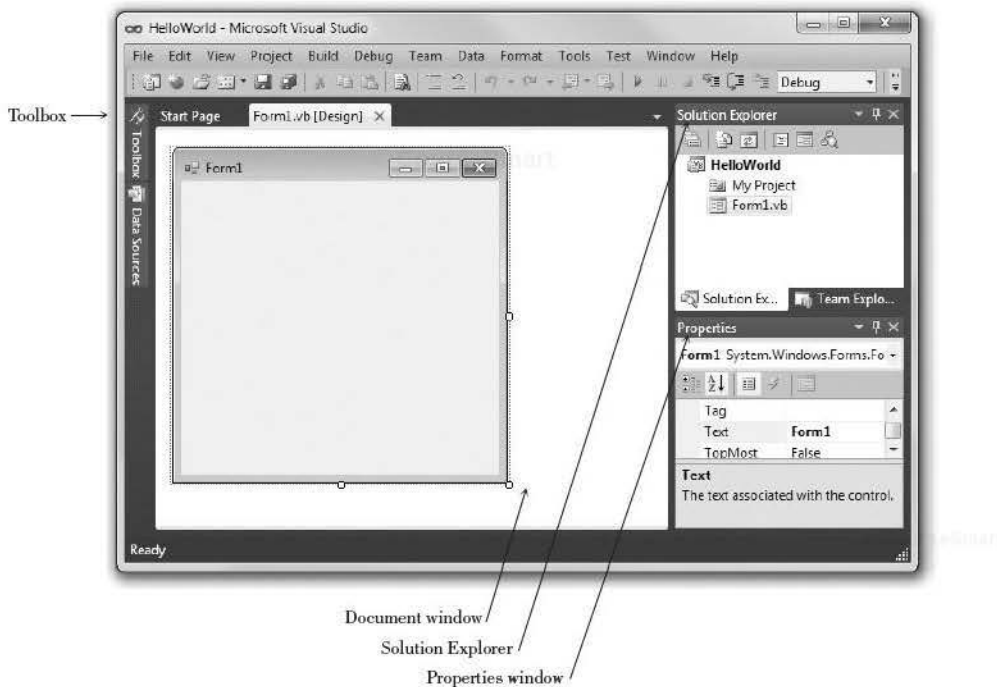 HelloWorld - Microsoft Visual Studio
File Edit View Project Build Debug Team Data Format Tools Test Window Help
Debug
Toolbox
Toolbox
Data Sources
Start Page
Form1.vb [Design]
Form1
Solution Explorer
HelloWorld
My Project
Form1.vb
Solution Ex...
Team Explo...
Properties
Form1 System.Windows.Forms.Fo
Tag
Text Form1
TopMost False
Text
The text associated with the control.
Ready
Document window
Solution Explorer
Properties window